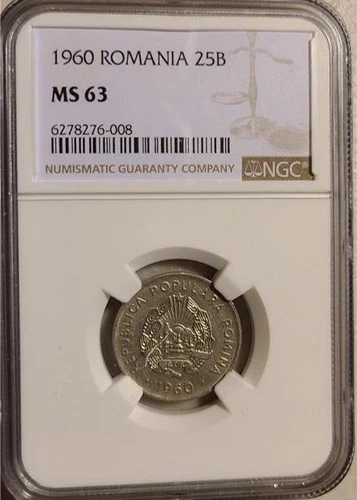 1960 ROMANIA 25B
MS 63
6278276-008
NUMISMATIC GUARANTY COMPANY NGC®
REPUBLICA POPULARA ROMINA
1960